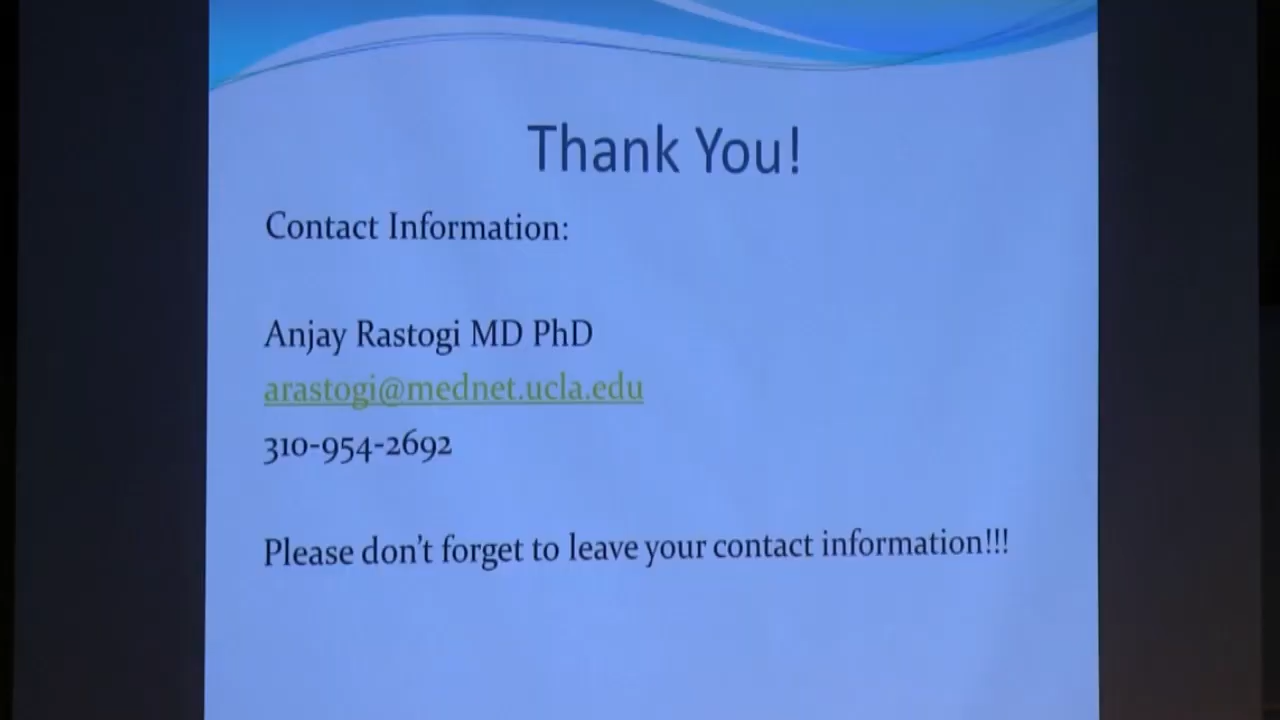 Thank You!
Contact Information:
Anjay Rastogi MD PhD
arastogi@mednet.ucla.edu
310-954-2692
Please don't forget to leave your contact information!!!